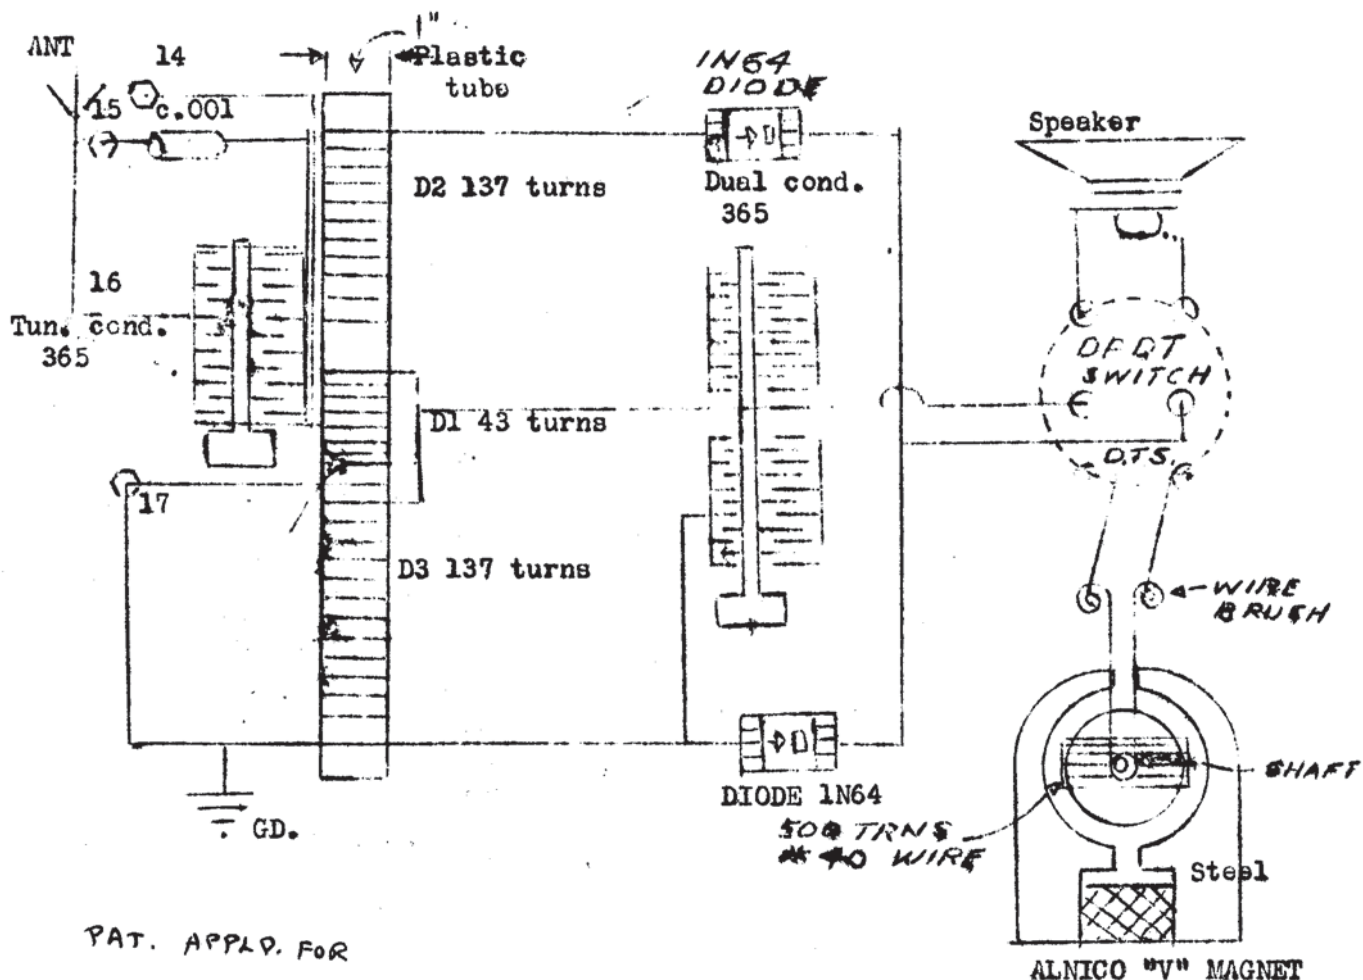 ANT
14
1"
Plastic
tube
1N64
DIODE
15
c.001
Speaker
D2 137 turns
Dual cond.
365
16
Tun. cond.
365
DPDT
SWITCH
D1 43 turns
D.T.S.
17
D3 137 turns
WIRE
BRUSH
SHAFT
DIODE 1N64
GD.
500 TRNS
# 40 WIRE
Steel
PAT. APPLD. FOR
ALNICO "V" MAGNET